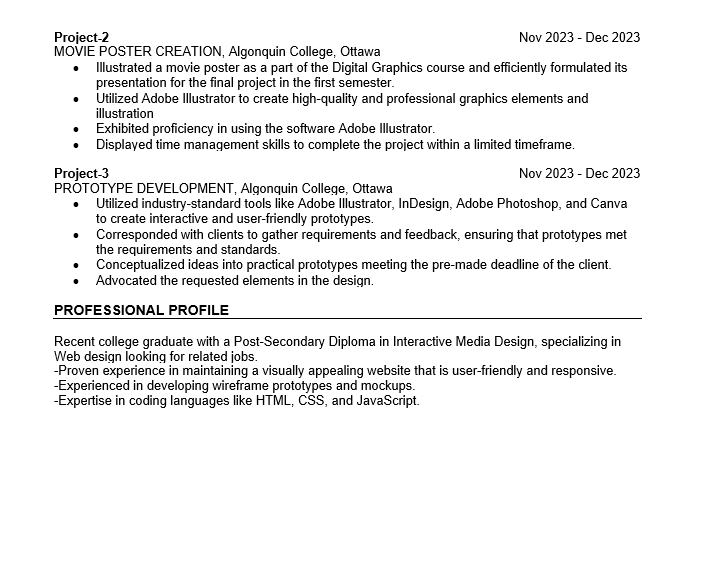 Project-2 Nov 2023 - Dec 2023
MOVIE POSTER CREATION, Algonquin College, Ottawa
• Illustrated a movie poster as a part of the Digital Graphics course and efficiently formulated its
presentation for the final project in the first semester.
• Utilized Adobe Illustrator to create high-quality and professional graphics elements and
illustration
• Exhibited proficiency in using the software Adobe Illustrator.
• Displayed time management skills to complete the project within a limited timeframe.
Project-3 Nov 2023 - Dec 2023
PROTOTYPE DEVELOPMENT, Algonquin College, Ottawa
• Utilized industry-standard tools like Adobe Illustrator, InDesign, Adobe Photoshop, and Canva
to create interactive and user-friendly prototypes.
• Corresponded with clients to gather requirements and feedback, ensuring that prototypes met
the requirements and standards.
• Conceptualized ideas into practical prototypes meeting the pre-made deadline of the client.
• Advocated the requested elements in the design.
PROFESSIONAL PROFILE
Recent college graduate with a Post-Secondary Diploma in Interactive Media Design, specializing in
Web design looking for related jobs.
-Proven experience in maintaining a visually appealing website that is user-friendly and responsive.
-Experienced in developing wireframe prototypes and mockups.
-Expertise in coding languages like HTML, CSS, and JavaScript.